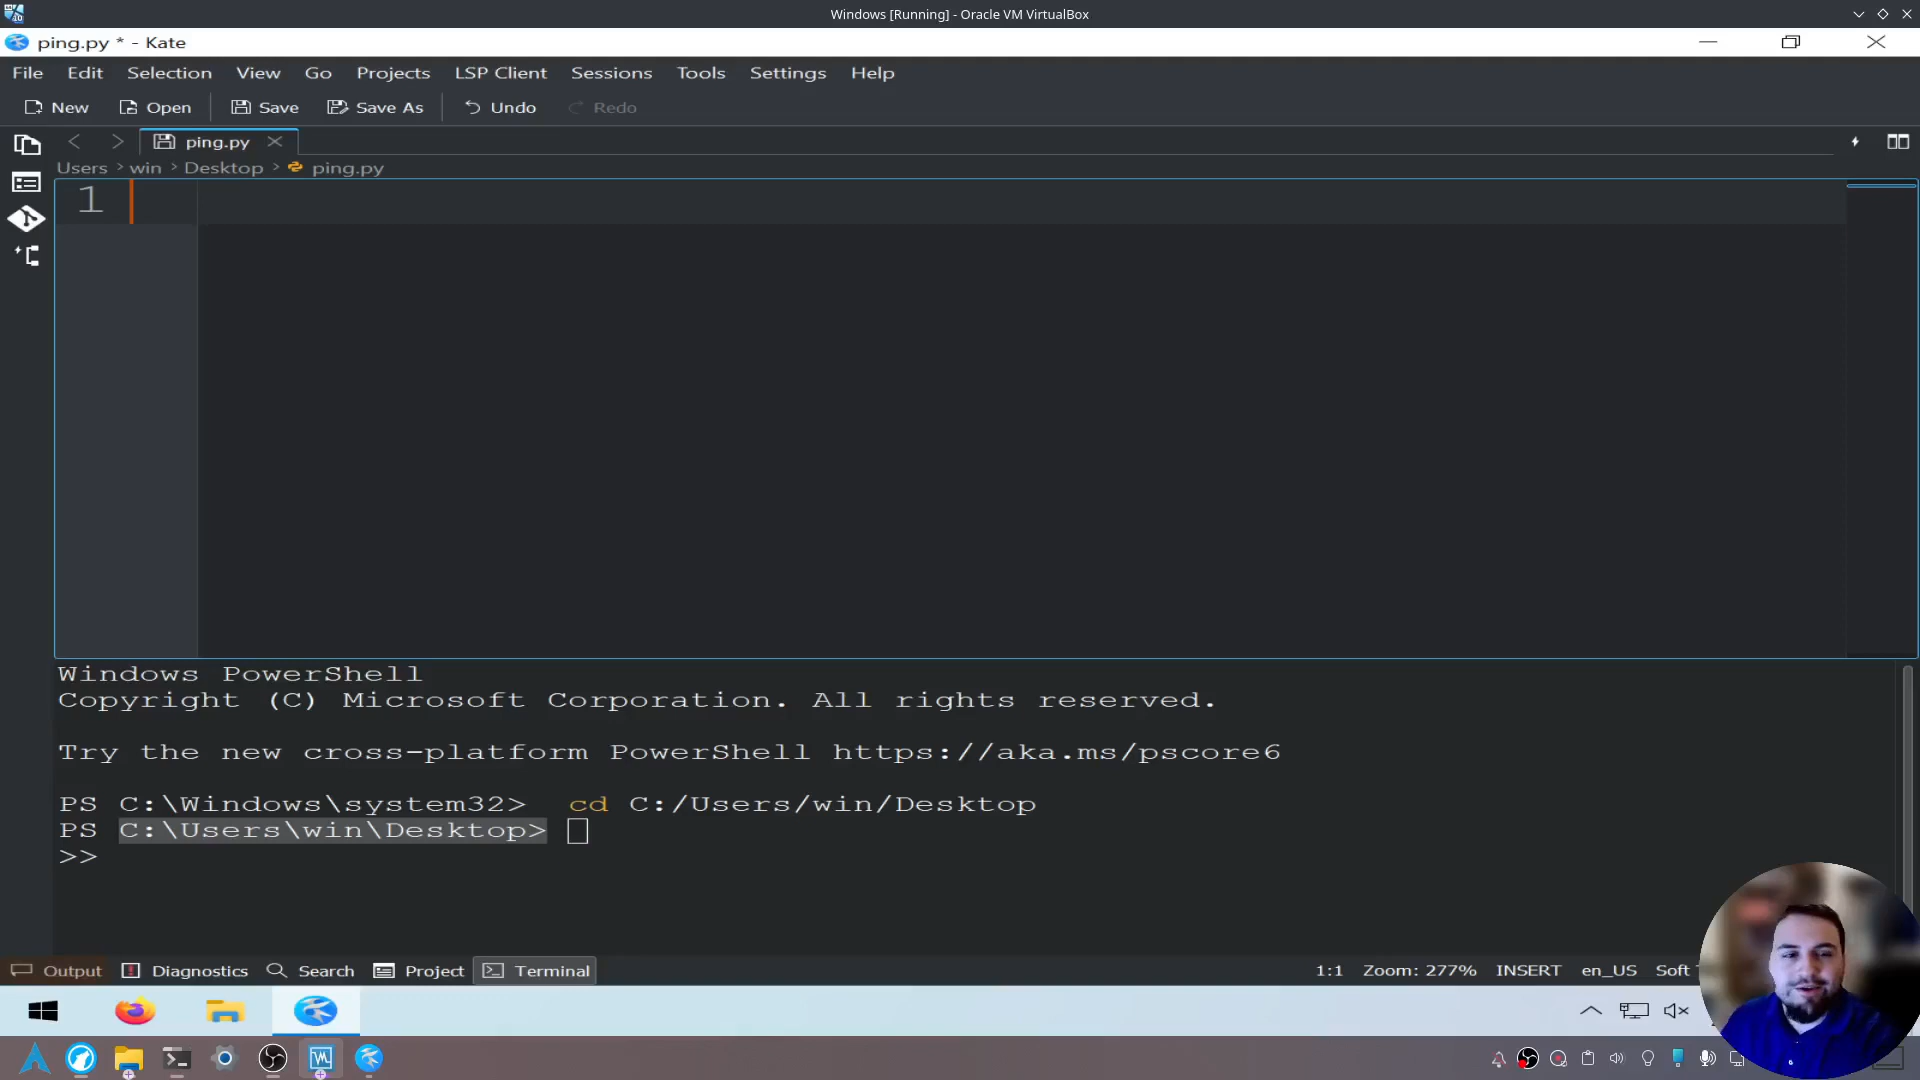 Windows [Running] - Oracle VM VirtualBox
ping.py * - Kate
File Edit Selection View Go Projects LSP Client Sessions Tools Settings Help
New Open Save Save As Undo Redo
ping.py
Users > win > Desktop > ping.py
1
Windows PowerShell
Copyright (C) Microsoft Corporation. All rights reserved.
Try the new cross-platform PowerShell https://aka.ms/pscore6
PS C:\Windows\system32>  cd C:/Users/win/Desktop
PS C:\Users\win\Desktop>
>>
Output Diagnostics Search Project Terminal 1:1 Zoom: 277% INSERT en_US Soft